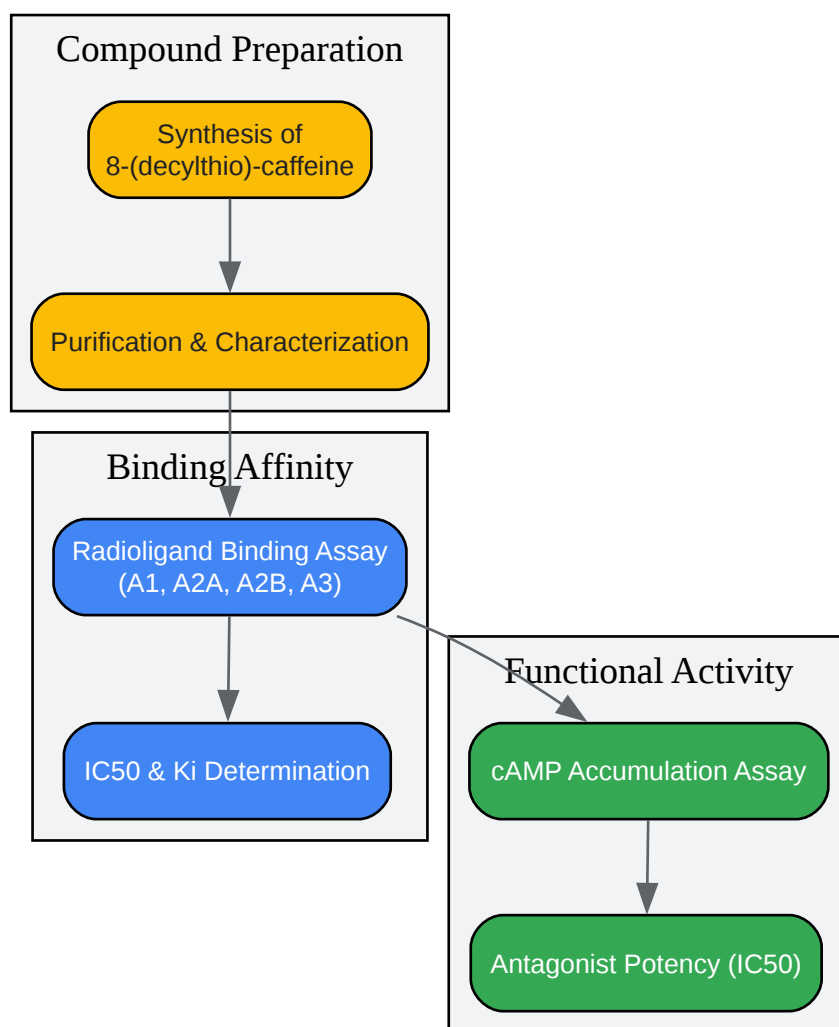 Compound Preparation
Synthesis of
8-(decylthio)-caffeine
Purification & Characterization
Binding Affinity
Radioligand Binding Assay
(A1, A2A, A2B, A3)
IC50 & Ki Determination
Functional Activity
cAMP Accumulation Assay
Antagonist Potency (IC50)